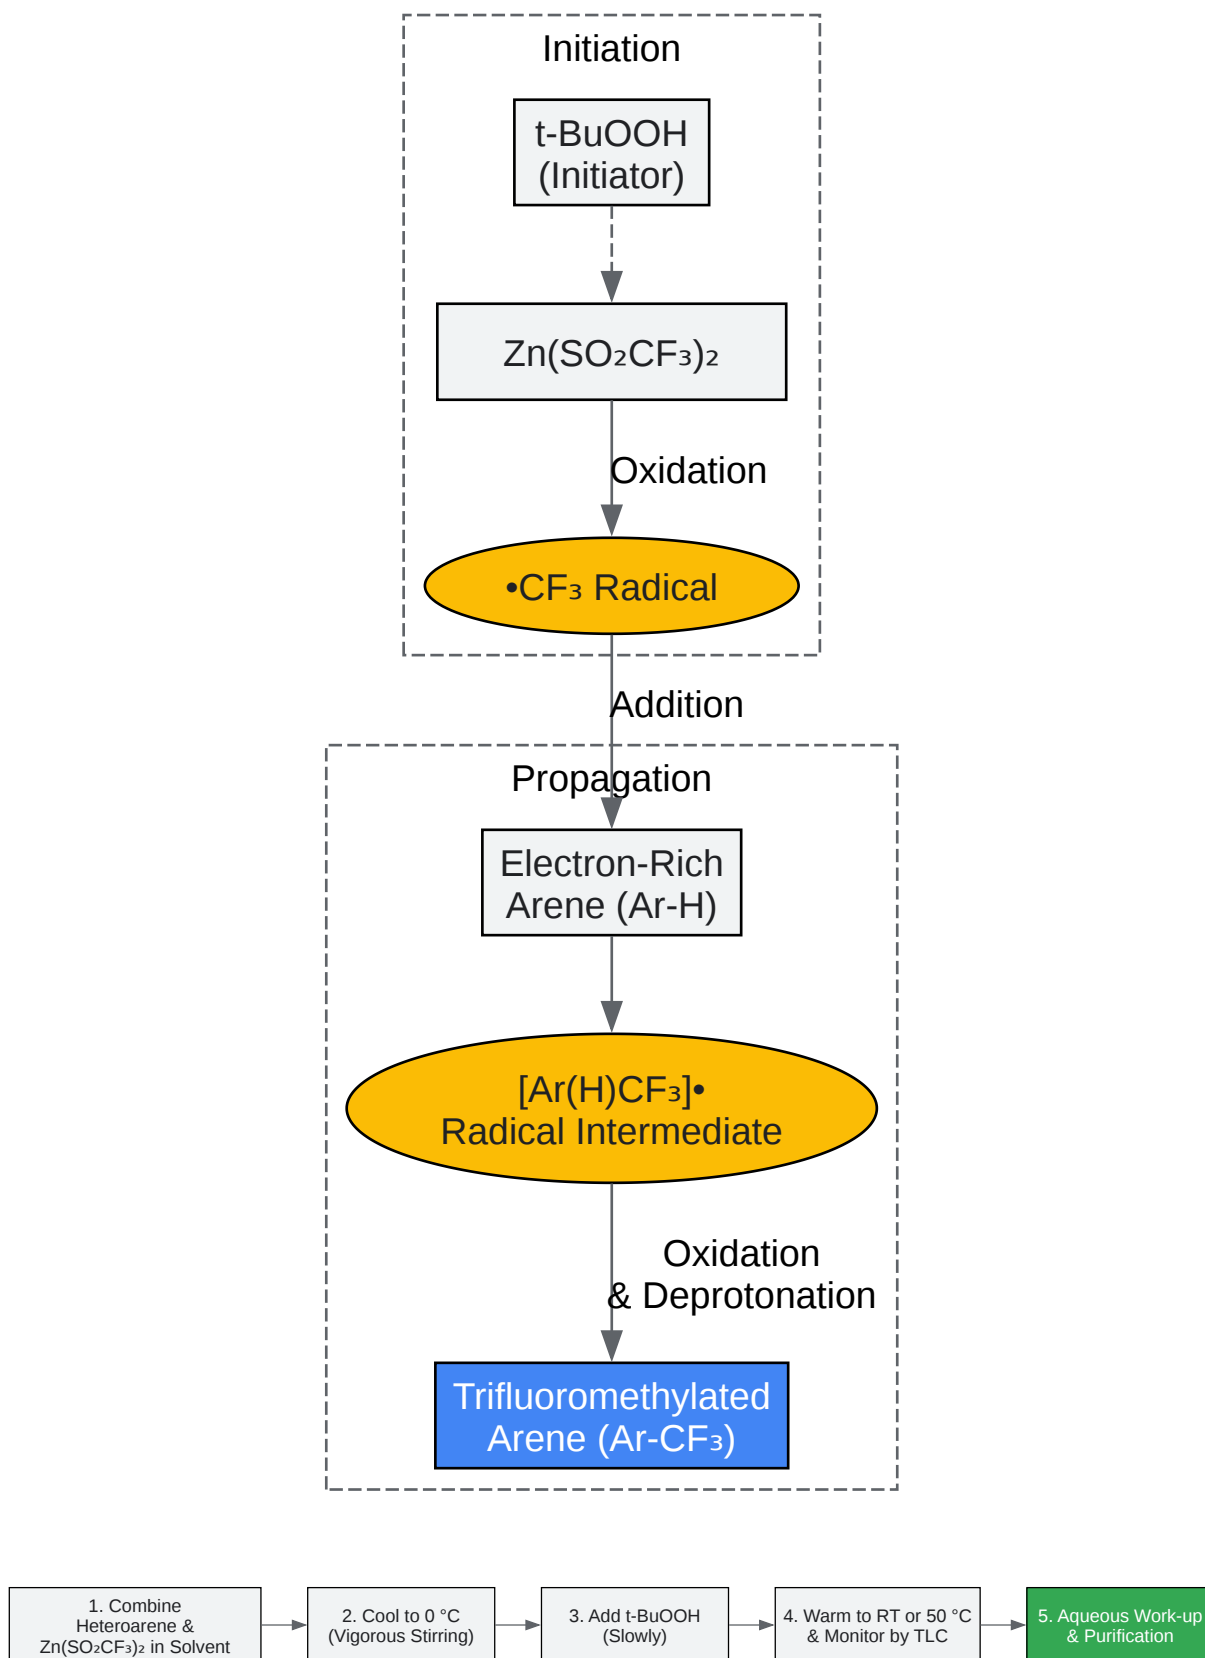 Initiation
t-BuOOH
(Initiator)
Zn(SO₂CF₃)₂
Oxidation
•CF₃ Radical
Addition
Propagation
Electron-Rich
Arene (Ar-H)
[Ar(H)CF₃]•
Radical Intermediate
Oxidation
& Deprotonation
Trifluoromethylated
Arene (Ar-CF₃)
1. Combine
Heteroarene &
Zn(SO₂CF₃)₂ in Solvent
2. Cool to 0 °C
(Vigorous Stirring)
3. Add t-BuOOH
(Slowly)
4. Warm to RT or 50 °C
& Monitor by TLC
5. Aqueous Work-up
& Purification